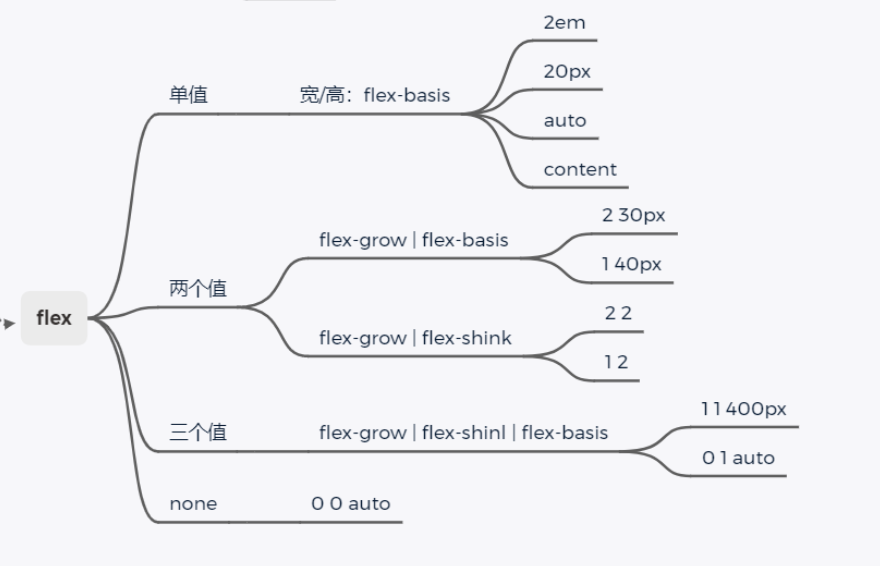 flex
单值
宽/高：flex-basis
2em
20px
auto
content
两个值
flex-grow | flex-basis
2 30px
1 40px
flex-grow | flex-shink
2 2
1 2
三个值
flex-grow | flex-shinl | flex-basis
1 1 400px
0 1 auto
none
0 0 auto